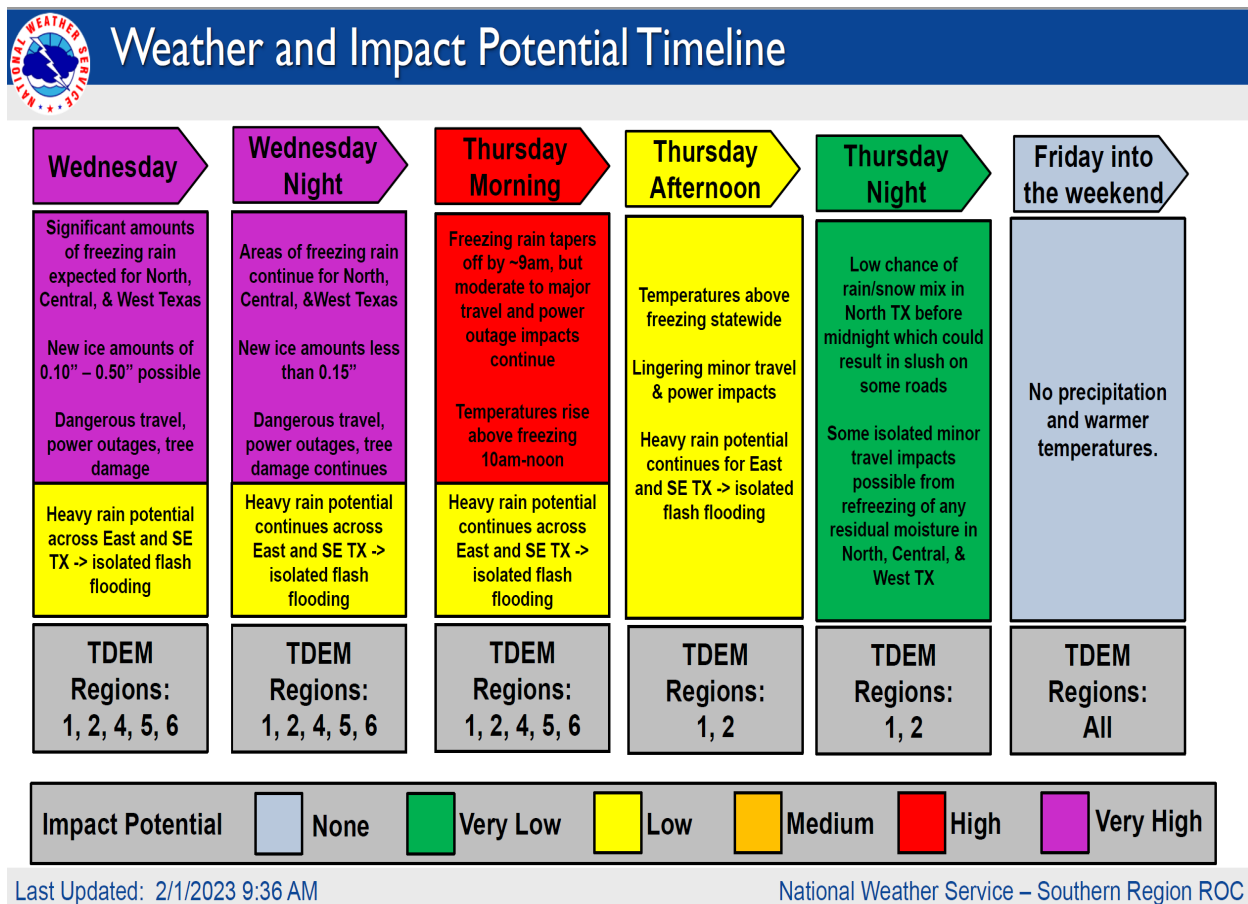 NATIONAL WEATHER SERVICE
Weather and Impact Potential Timeline
Wednesday
Significant amounts
of freezing rain
expected for North,
Central, & West Texas
New ice amounts of
0.10” – 0.50” possible
Dangerous travel,
power outages, tree
damage
Heavy rain potential
across East and SE
TX -> isolated flash
flooding
TDEM
Regions:
1, 2, 4, 5, 6
Wednesday
Night
Areas of freezing rain
continue for North,
Central, &West Texas
New ice amounts less
than 0.15”
Dangerous travel,
power outages, tree
damage continues
Heavy rain potential
continues across
East and SE TX ->
isolated flash
flooding
TDEM
Regions:
1, 2, 4, 5, 6
Thursday
Morning
Freezing rain tapers
off by ~9am, but
moderate to major
travel and power
outage impacts
continue
Temperatures rise
above freezing
10am-noon
Heavy rain potential
continues across
East and SE TX ->
isolated flash
flooding
TDEM
Regions:
1, 2, 4, 5, 6
Thursday
Afternoon
Temperatures above
freezing statewide
Lingering minor travel
& power impacts
Heavy rain potential
continues for East
and SE TX -> isolated
flash flooding
TDEM
Regions:
1, 2
Thursday
Night
Low chance of
rain/snow mix in
North TX before
midnight which could
result in slush on
some roads
Some isolated minor
travel impacts
possible from
refreezing of any
residual moisture in
North, Central, &
West TX
TDEM
Regions:
1, 2
Friday into
the weekend
No precipitation
and warmer
temperatures.
TDEM
Regions:
All
Impact Potential
None
Very Low
Low
Medium
High
Very High
Last Updated: 2/1/2023 9:36 AM
National Weather Service – Southern Region ROC